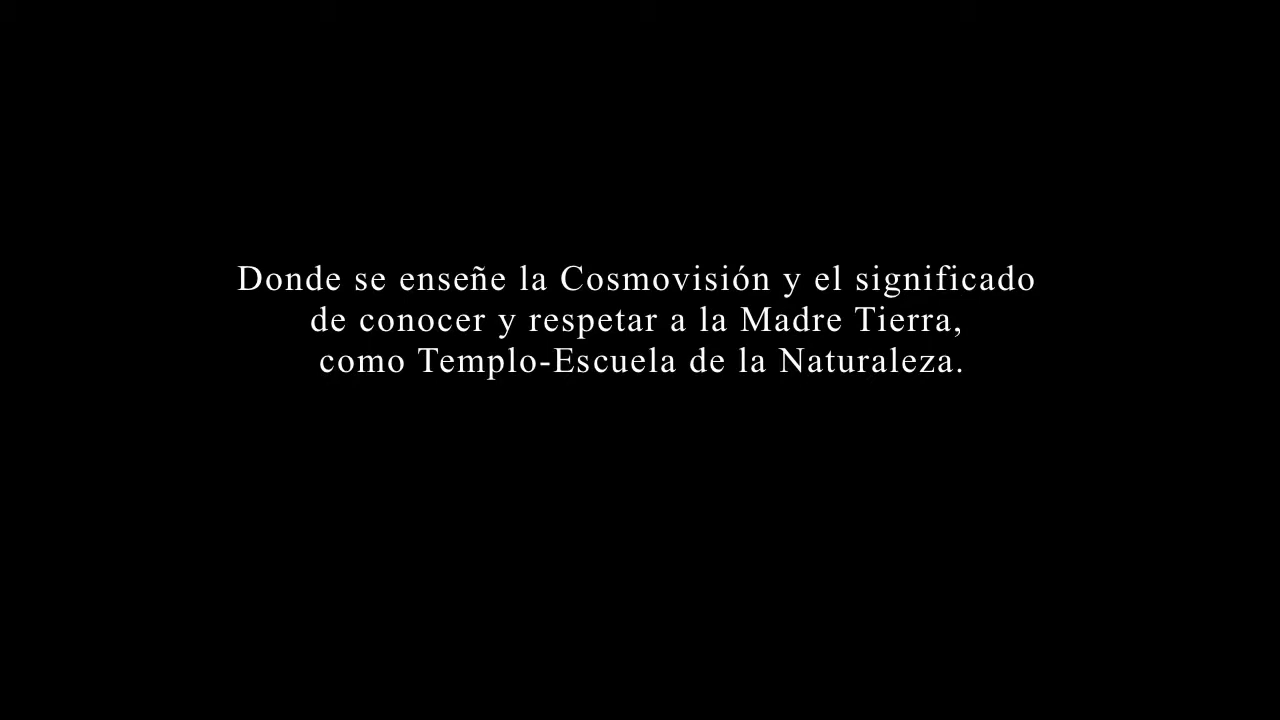 Donde se enseñe la Cosmovisión y el significado
de conocer y respetar a la Madre Tierra,
como Templo-Escuela de la Naturaleza.